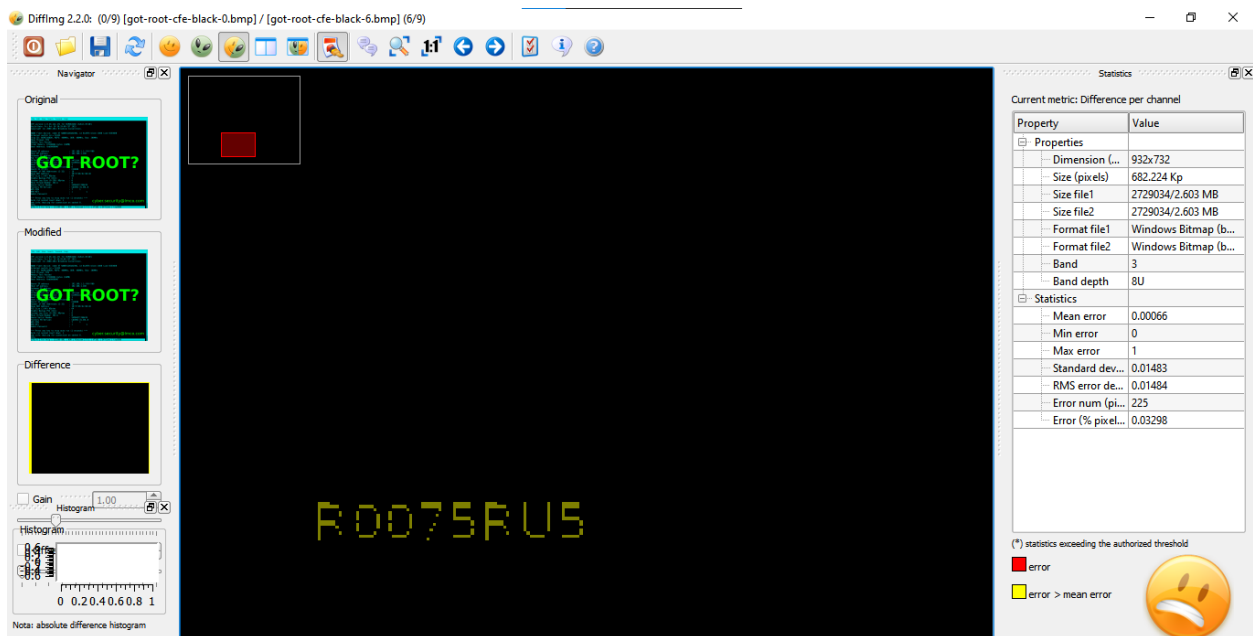 DiffImg 2.2.0: (0/9) [got-root-cfe-black-0.bmp] / [got-root-cfe-black-6.bmp] (6/9)
1:1
Navigator
Original
GOT ROOT?
Modified
GOT ROOT?
Difference
Gain
1.00
Histogram
Histogram
0 0.2 0.4 0.6 0.8 1
Nota: absolute difference histogram
R0075RUS
Statistics
Current metric: Difference per channel
Property Value
Properties
Dimension (... 932x732
Size (pixels) 682.224 Kp
Size file1 2729034/2.603 MB
Size file2 2729034/2.603 MB
Format file1 Windows Bitmap (b...
Format file2 Windows Bitmap (b...
Band 3
Band depth 8U
Statistics
Mean error 0.00066
Min error 0
Max error 1
Standard dev... 0.01483
RMS error de... 0.01484
Error num (pi... 225
Error (% pixel... 0.03298
(*) statistics exceeding the authorized threshold
error
error > mean error